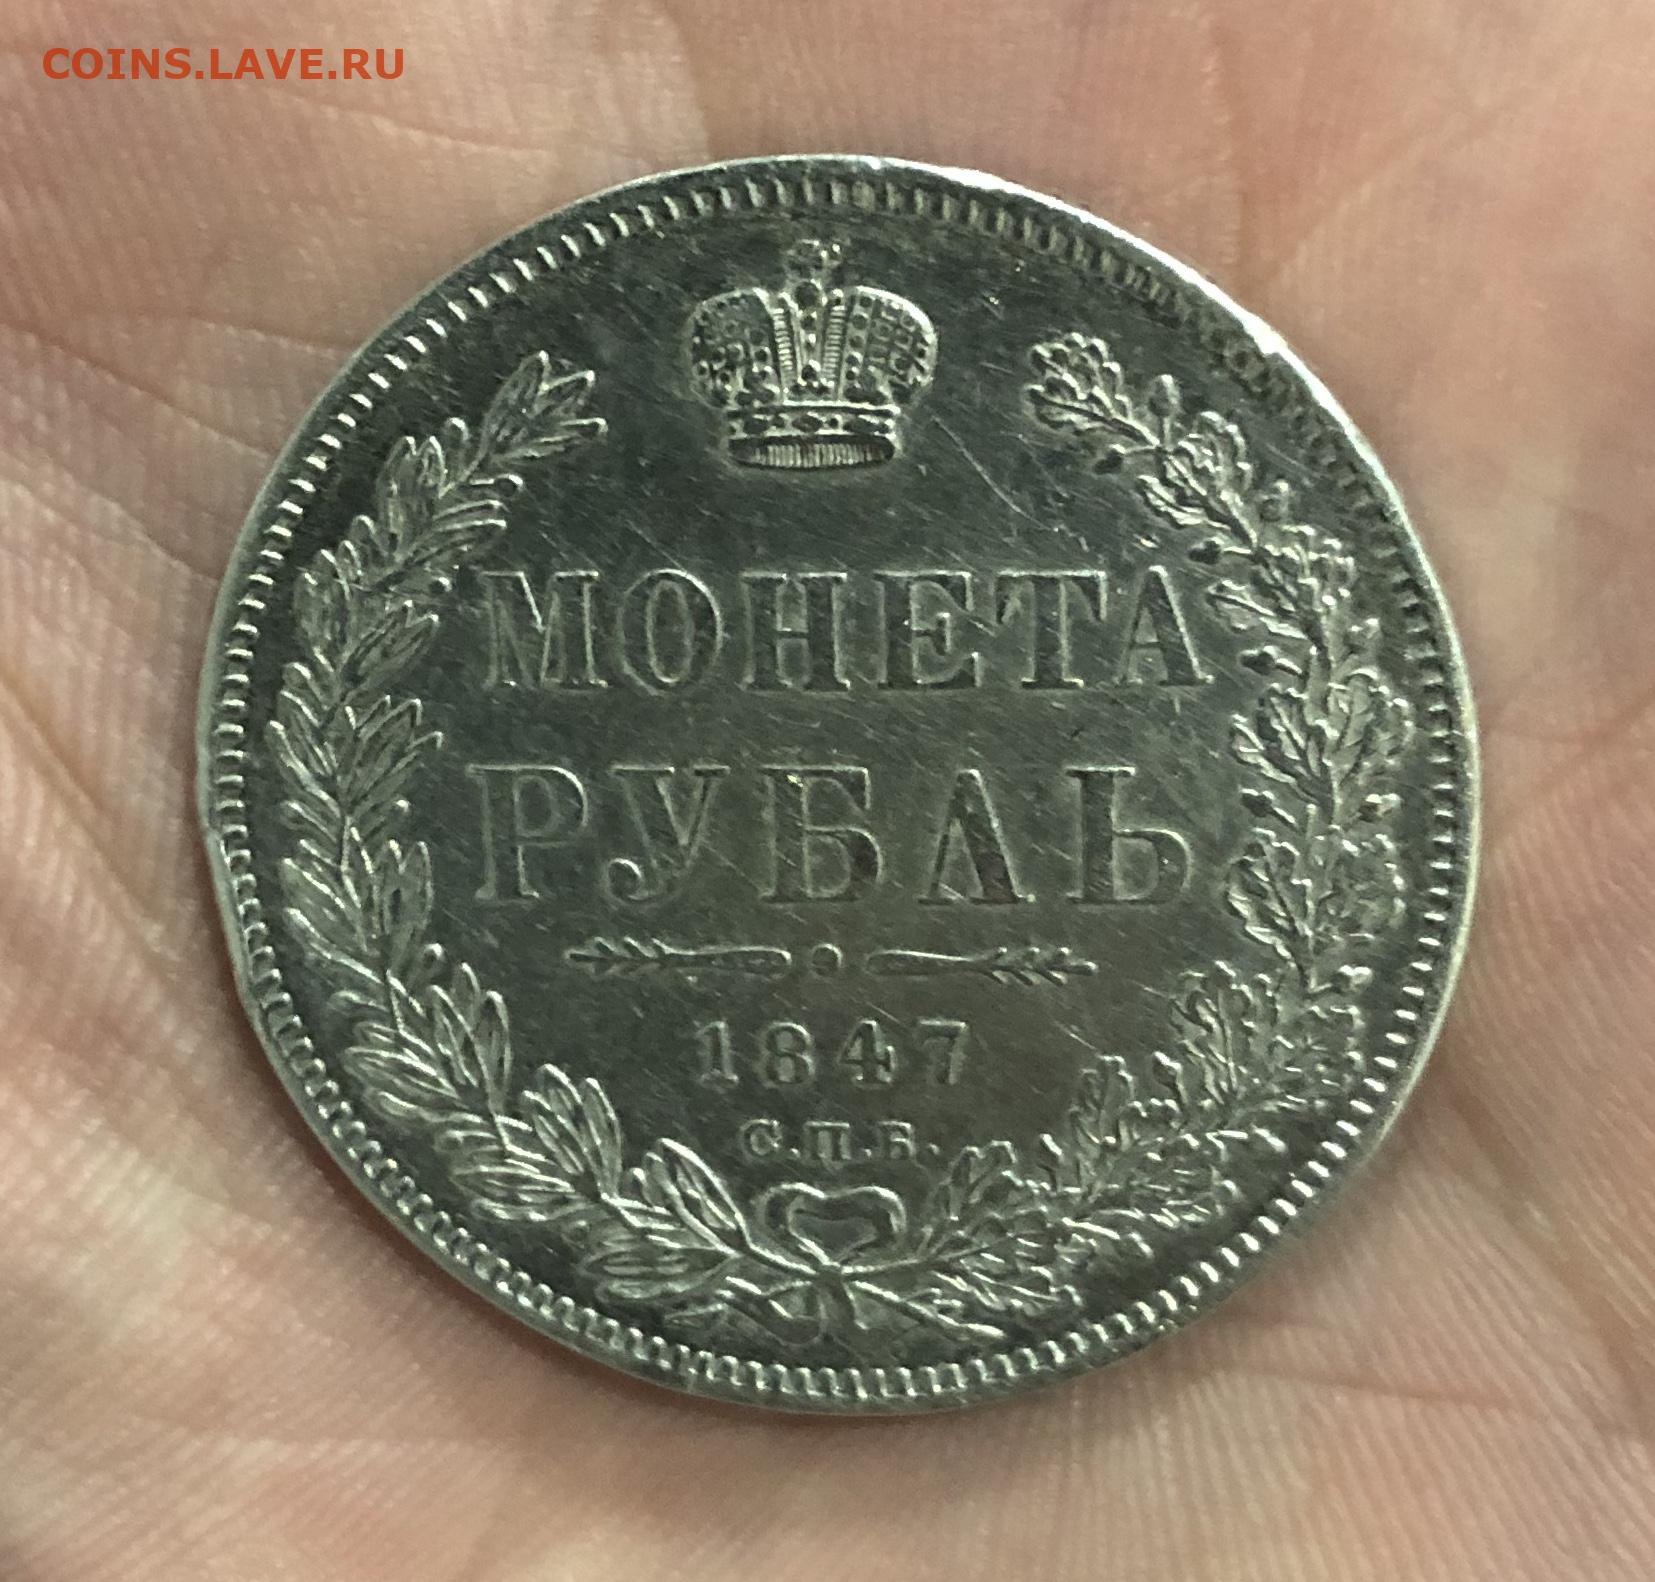 COINS.LAVE.RU
МОНЕТА
РУБЛЬ
1847
С.П.Б.